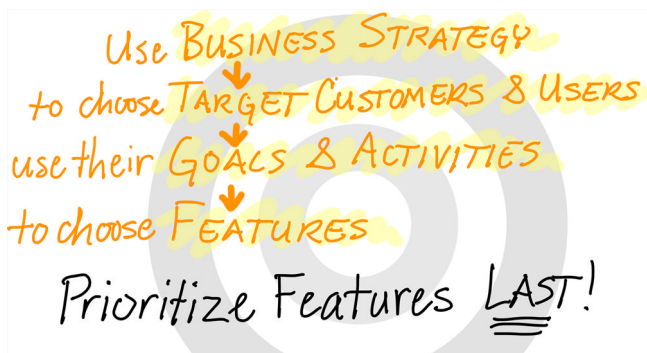 Use BUSINESS STRATEGY
to choose TARGET CUSTOMERS & USERS
use their GOALS & ACTIVITIES
to choose FEATURES
Prioritize Features LAST!